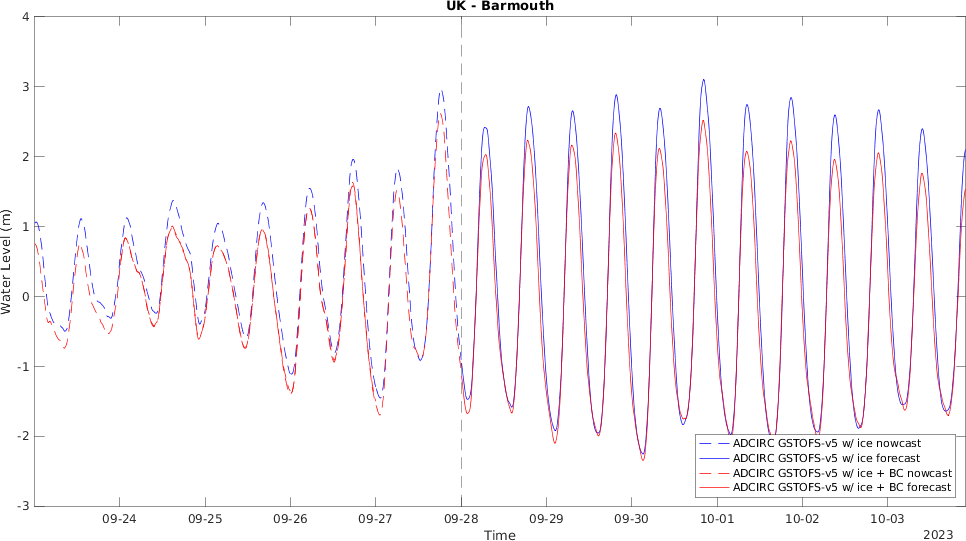 UK - Barmouth
4
3
2
1
0
-1
-2
-3
Water Level (m)
ADCIRC GSTOFS-v5 w/ ice nowcast
ADCIRC GSTOFS-v5 w/ ice forecast
ADCIRC GSTOFS-v5 w/ ice + BC nowcast
ADCIRC GSTOFS-v5 w/ ice + BC forecast
09-24 09-25 09-26 09-27 09-28 09-29 09-30 10-01 10-02 10-03
Time
2023